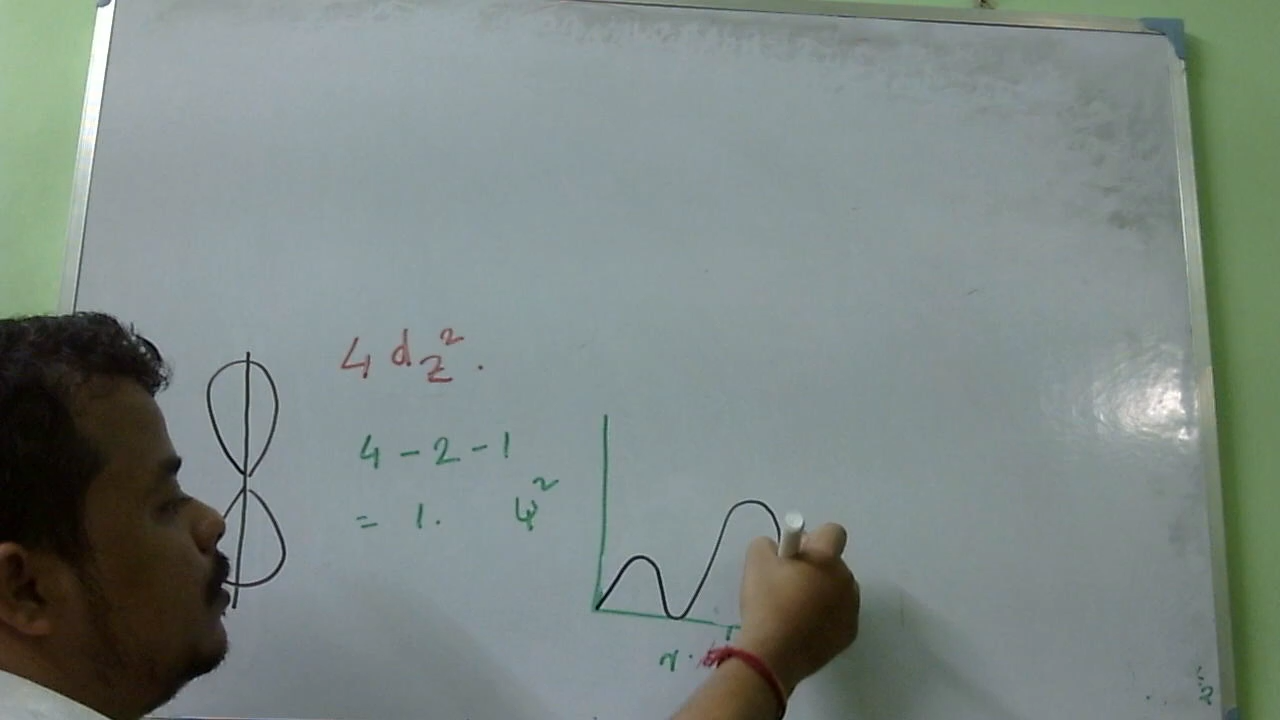 4dz².
4-2-1
= 1.
ψ²
r.